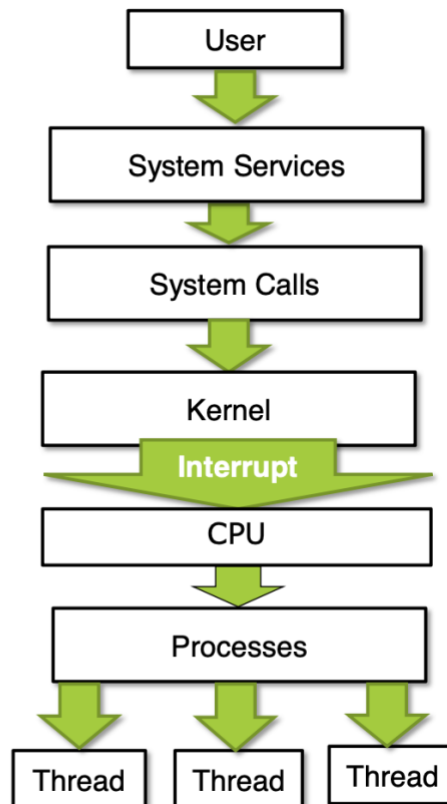 User
System Services
System Calls
Kernel
Interrupt
CPU
Processes
Thread
Thread
Thread